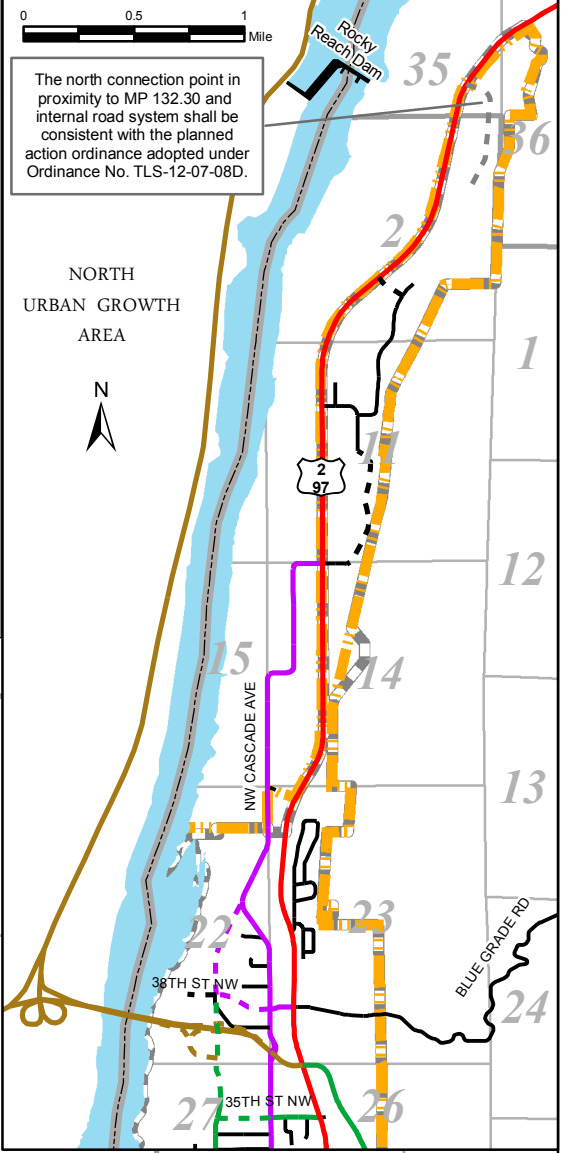 0 0.5 1
Mile
Rocky
Reach Dam
The north connection point in
proximity to MP 132.30 and
internal road system shall be
consistent with the planned
action ordinance adopted under
Ordinance No. TLS-12-07-08D.
35
36
2
NORTH
URBAN GROWTH
AREA
N
1
11
2
97
12
15
14
NW CASCADE AVE
13
22
23
BLUE GRADE RD
38TH ST NW
24
27
35TH ST NW
26